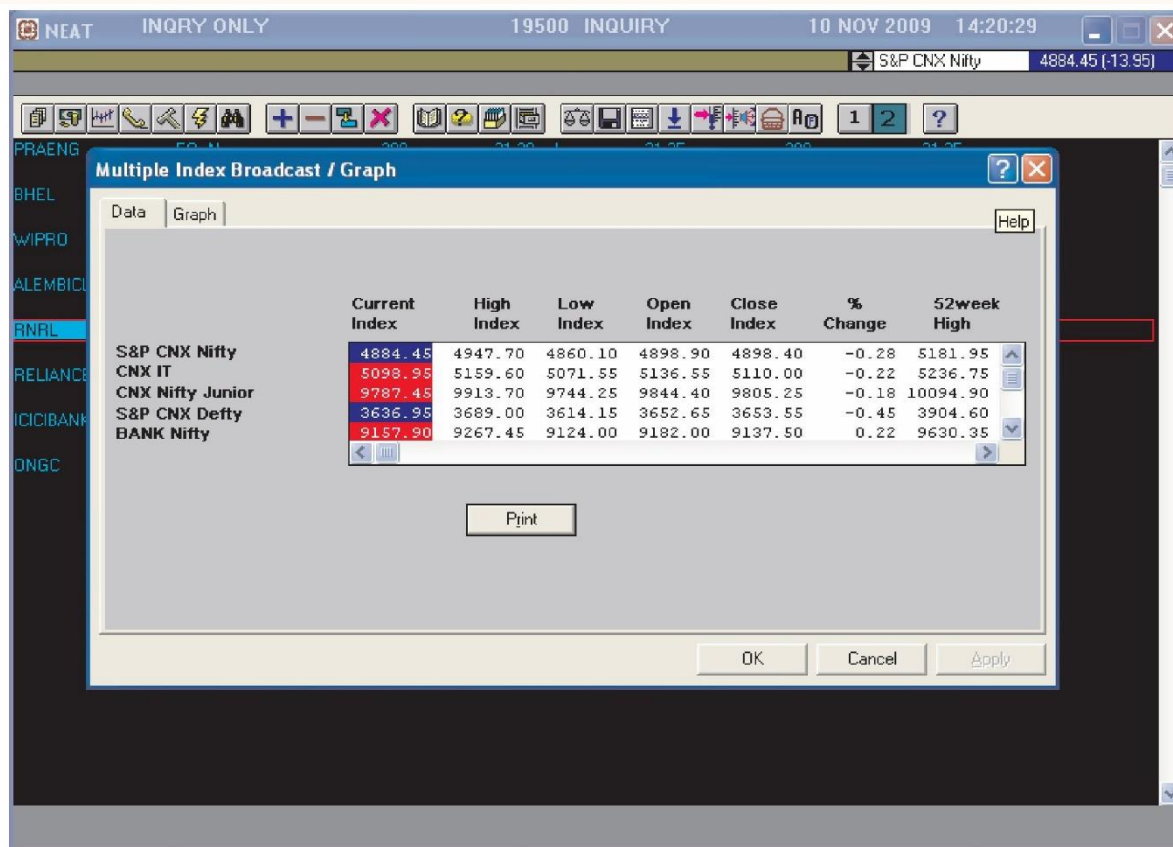 NEAT INQRY ONLY 19500 INQUIRY 10 NOV 2009 14:20:29
S&P CNX Nifty 4884.45 (-13.95)
1 2 ?
PRAENG
Multiple Index Broadcast / Graph
BHEL
Data Graph
Help
WIPRO
ALEMBICL
Current Index High Index Low Index Open Index Close Index % Change 52week High
RNRL
S&P CNX Nifty 4884.45 4947.70 4860.10 4898.90 4898.40 -0.28 5181.95
CNX IT 5098.95 5159.60 5071.55 5136.55 5110.00 -0.22 5236.75
RELIANCE
CNX Nifty Junior 9787.45 9913.70 9744.25 9844.40 9805.25 -0.18 10094.90
S&P CNX Defty 3636.95 3689.00 3614.15 3652.65 3653.55 -0.45 3904.60
ICICIBANK
BANK Nifty 9157.90 9267.45 9124.00 9182.00 9137.50 0.22 9630.35
ONGC
Print
OK Cancel Apply